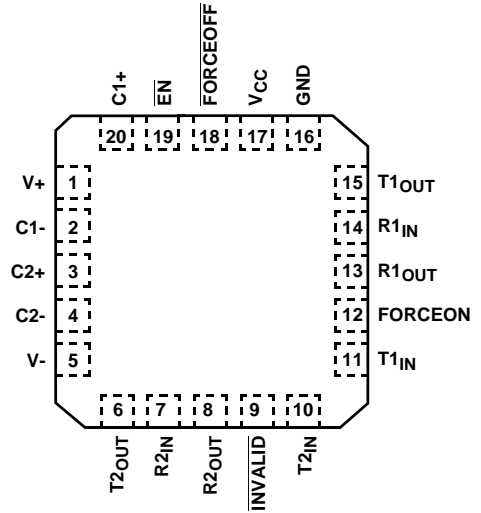 C1+
EN
FORCEOFF
VCC
GND
20 19 18 17 16
V+ 1
C1- 2
C2+ 3
C2- 4
V- 5
15 T1OUT
14 R1IN
13 R1OUT
12 FORCEON
11 T1IN
6 7 8 9 10
T2OUT
R2IN
R2OUT
INVALID
T2IN